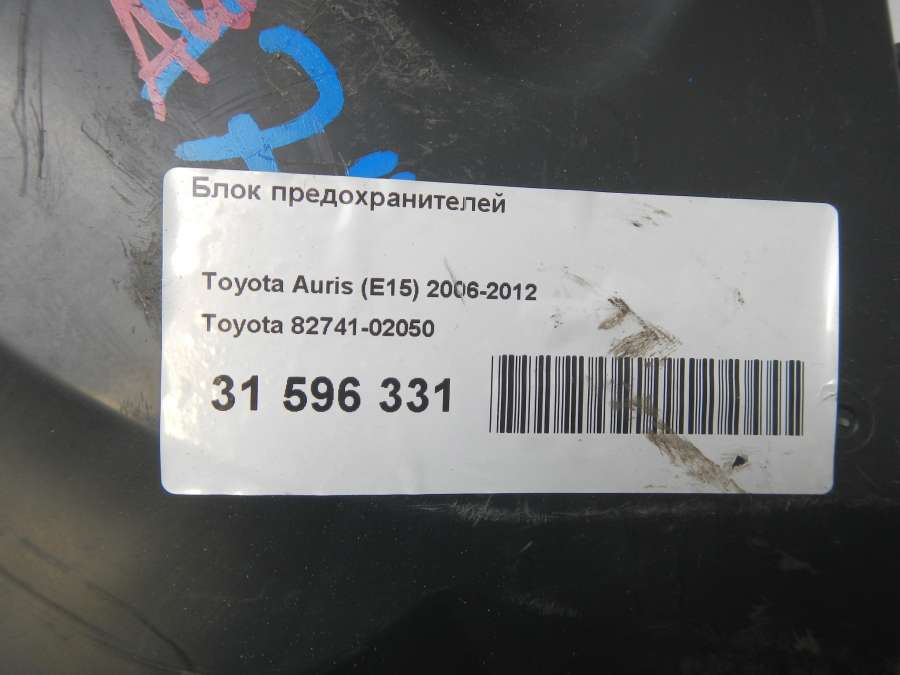 Блок предохранителей
Toyota Auris (E15) 2006-2012
Toyota 82741-02050
31 596 331